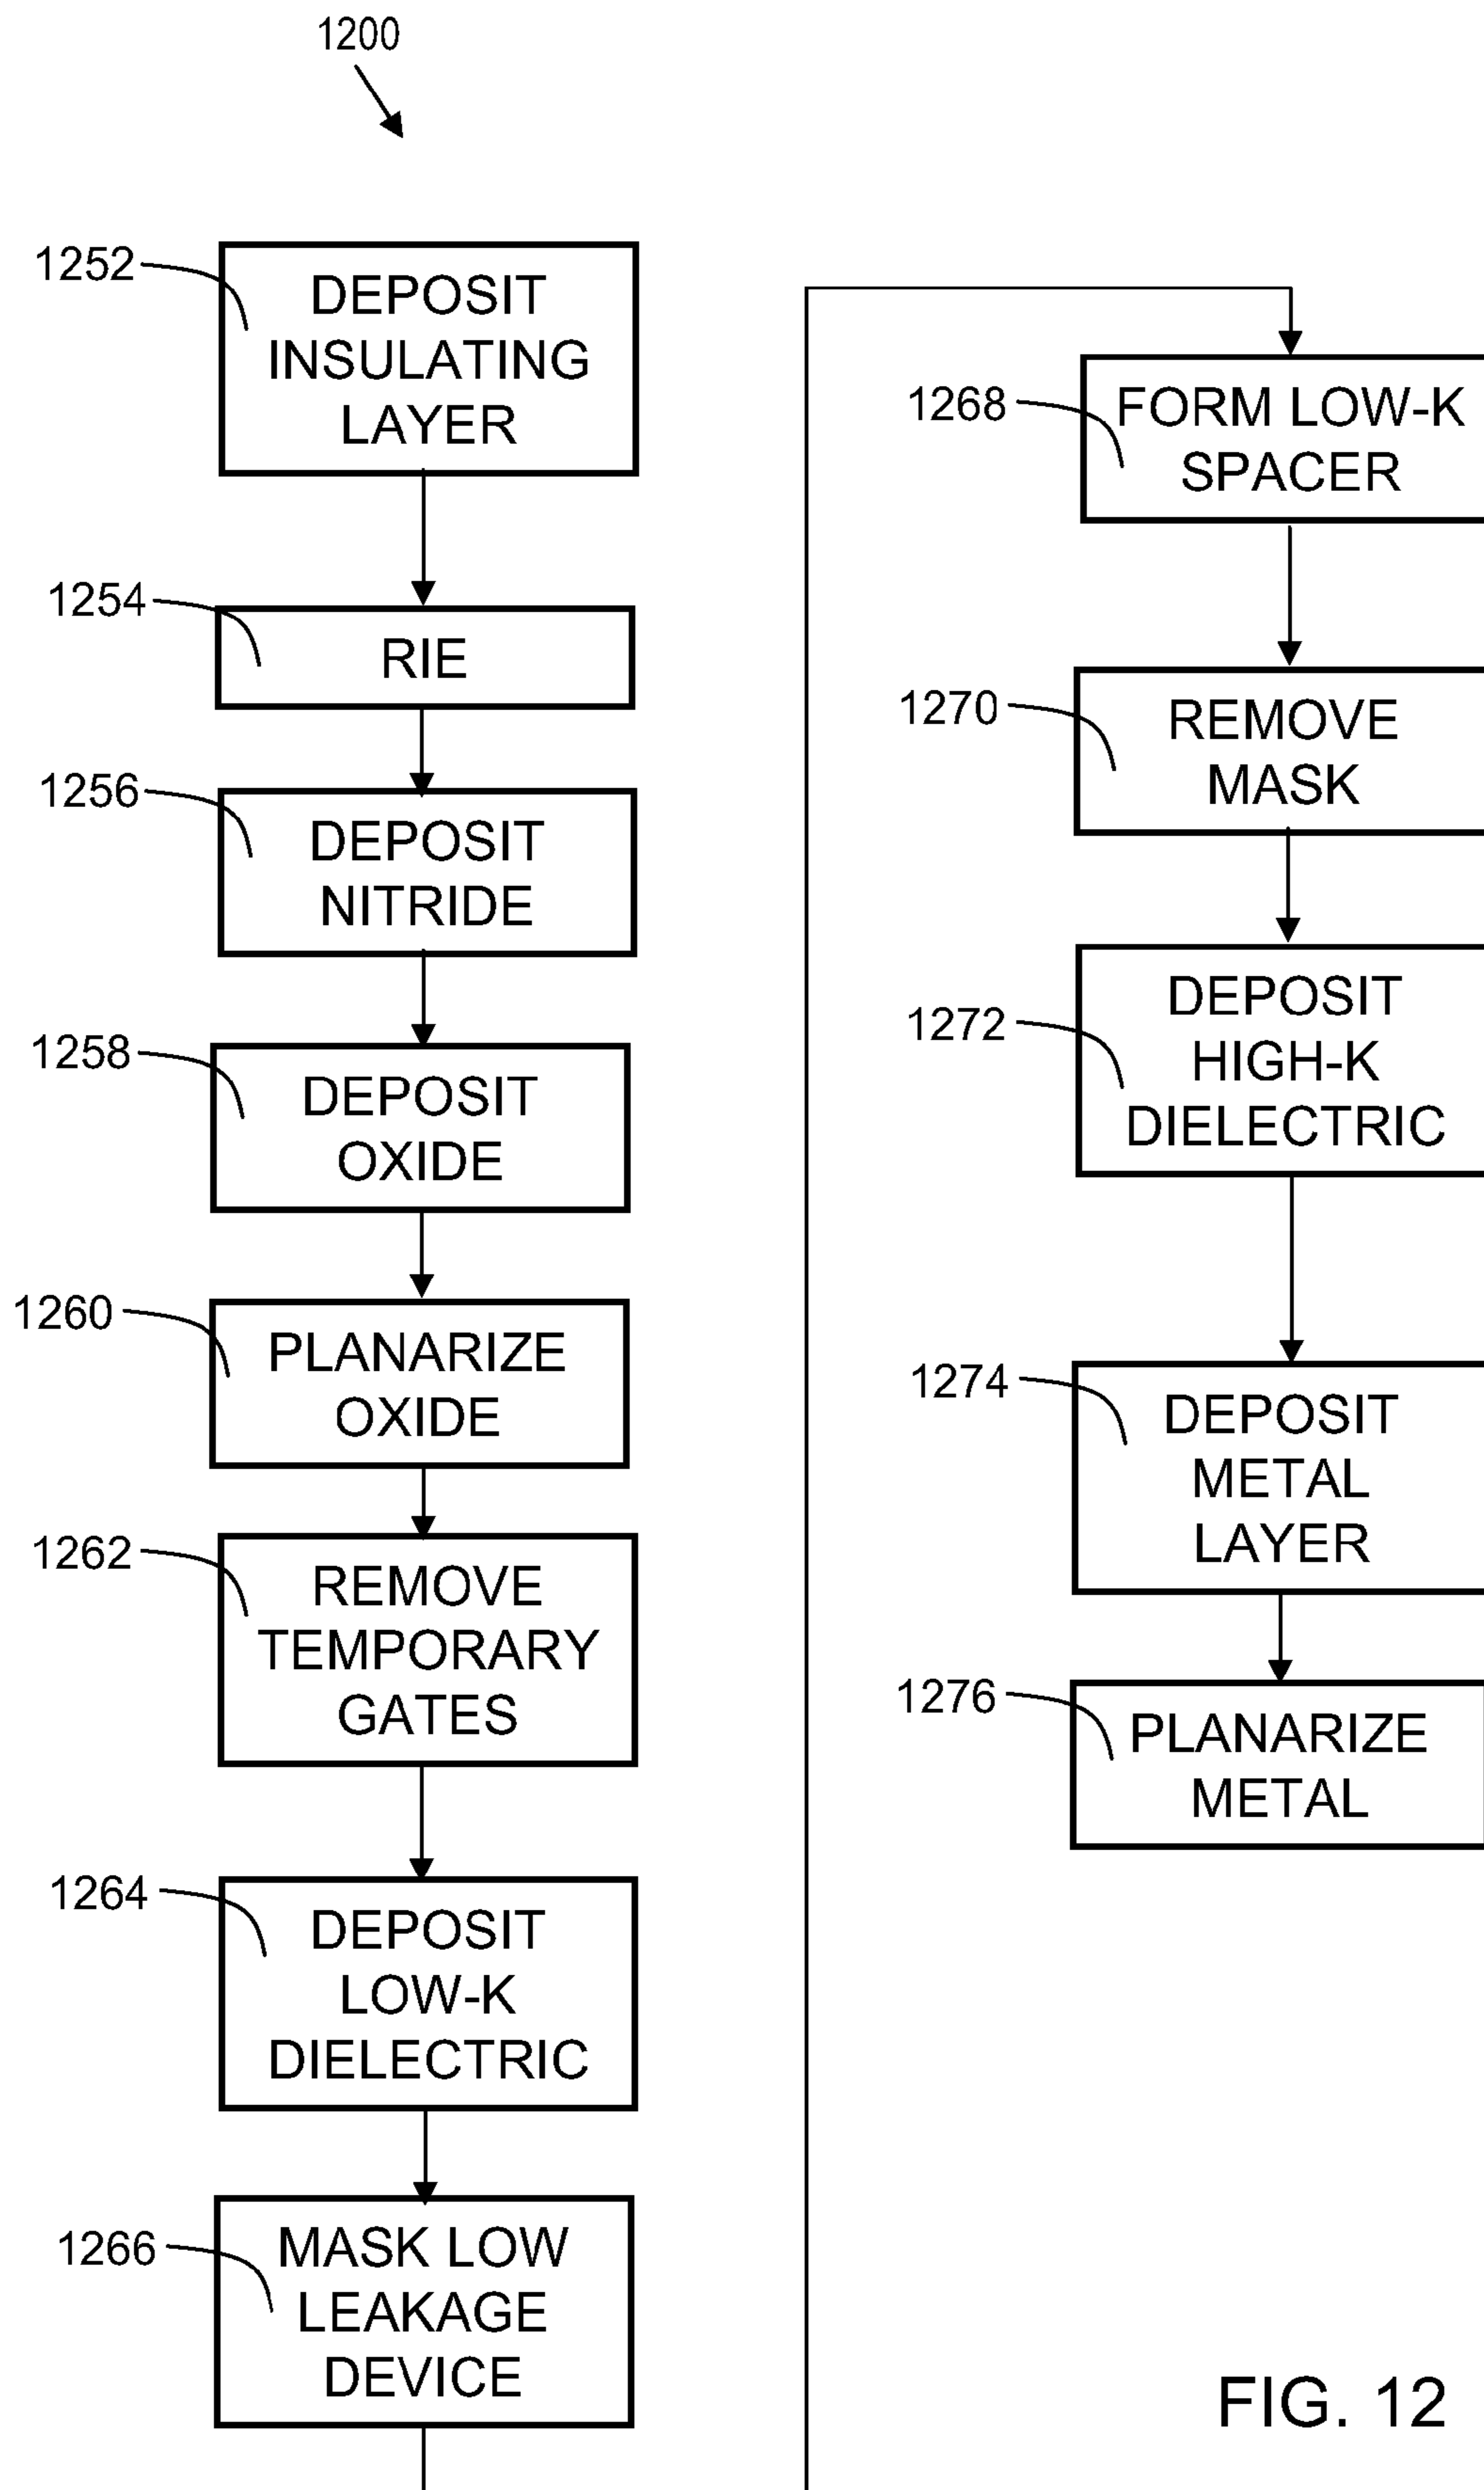 1200
1252
DEPOSIT
INSULATING
LAYER
1254
RIE
1256
DEPOSIT
NITRIDE
1258
DEPOSIT
OXIDE
1260
PLANARIZE
OXIDE
1262
REMOVE
TEMPORARY
GATES
1264
DEPOSIT
LOW-K
DIELECTRIC
1266
MASK LOW
LEAKAGE
DEVICE
1268
FORM LOW-K
SPACER
1270
REMOVE
MASK
1272
DEPOSIT
HIGH-K
DIELECTRIC
1274
DEPOSIT
METAL
LAYER
1276
PLANARIZE
METAL
FIG. 12